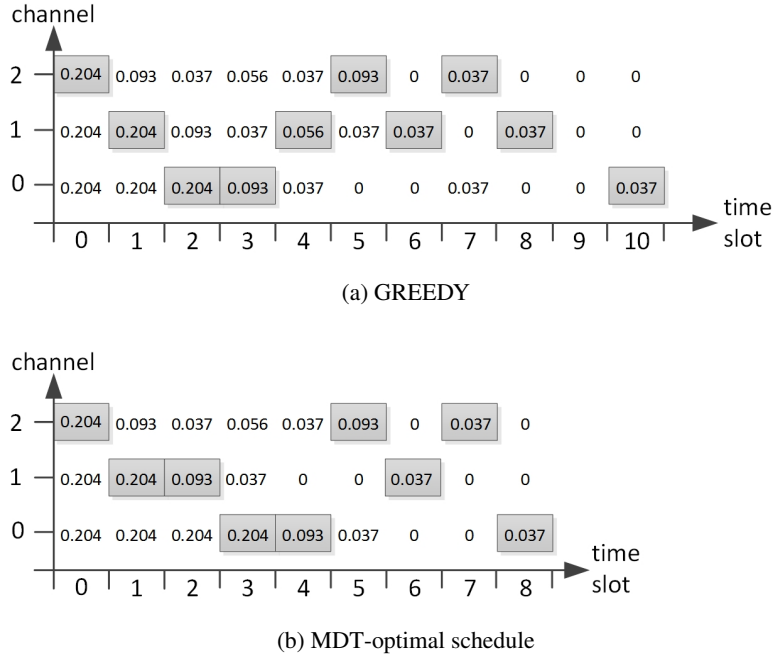 channel
2 0.204 0.093 0.037 0.056 0.037 0.093 0 0.037 0 0 0
1 0.204 0.204 0.093 0.037 0.056 0.037 0.037 0 0.037 0 0
0 0.204 0.204 0.204 0.093 0.037 0 0 0.037 0 0 0.037
time
0 1 2 3 4 5 6 7 8 9 10 slot
(a) GREEDY
channel
2 0.204 0.093 0.037 0.056 0.037 0.093 0 0.037 0
1 0.204 0.204 0.093 0.037 0 0 0.037 0 0
0 0.204 0.204 0.204 0.204 0.093 0.037 0 0 0.037
time
0 1 2 3 4 5 6 7 8 slot
(b) MDT-optimal schedule